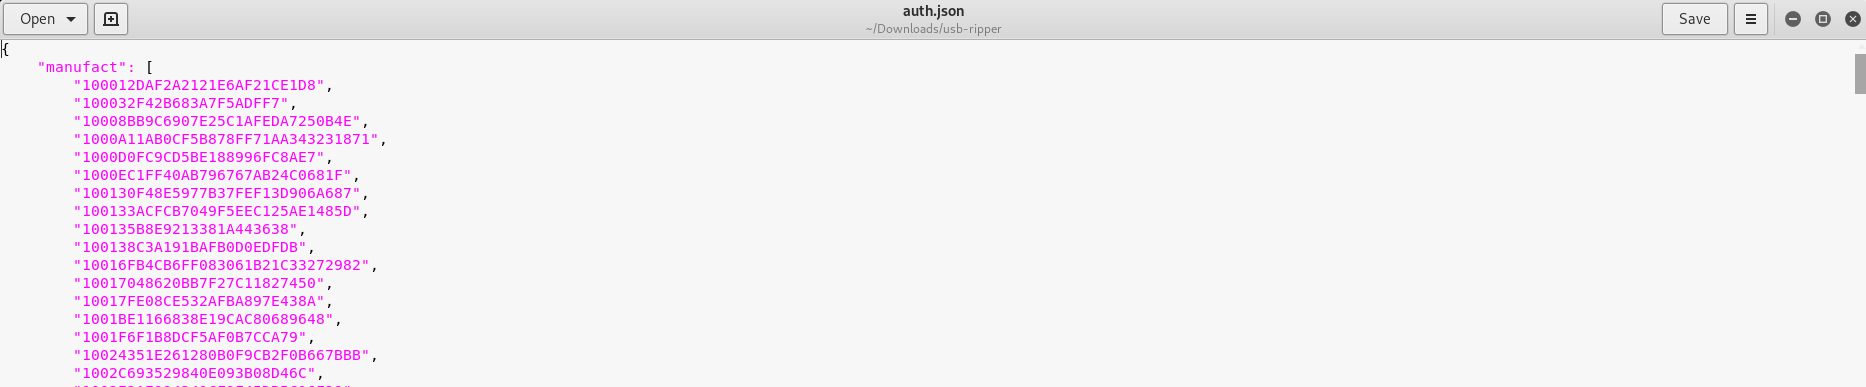 Open
auth.json
~/Downloads/usb-ripper
Save
{
"manufact": [
"100012DAF2A2121E6AF21CE1D8",
"100032F42B683A7F5ADFF7",
"10008BB9C6907E25C1AFEDA7250B4E",
"1000A11AB0CF5B878FF71AA343231871",
"1000D0FC9CD5BE188996FC8AE7",
"1000EC1FF40AB796767AB24C0681F",
"100130F48E5977B37FEF13D906A687",
"100133ACFCB7049F5EEC125AE1485D",
"100135B8E9213381A443638",
"100138C3A191BAFB0D0EDFDB",
"10016FB4CB6FF083061B21C33272982",
"10017048620BB7F27C11827450",
"10017FE08CE532AFBA897E438A",
"1001BE1166838E19CAC80689648",
"1001F6F1B8DCF5AF0B7CCA79",
"10024351E261280B0F9CB2F0B667BBB",
"1002C693529840E093B08D46C",